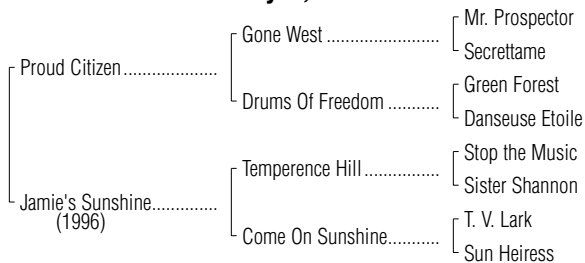 Mr. Prospector
Gone West ........................
Secrettame
Proud Citizen....................
Green Forest
Drums Of Freedom ...........
Danseuse Etoile
Stop the Music
Temperence Hill................
Sister Shannon
Jamie's Sunshine..............
(1996)
T. V. Lark
Come On Sunshine...........
Sun Heiress